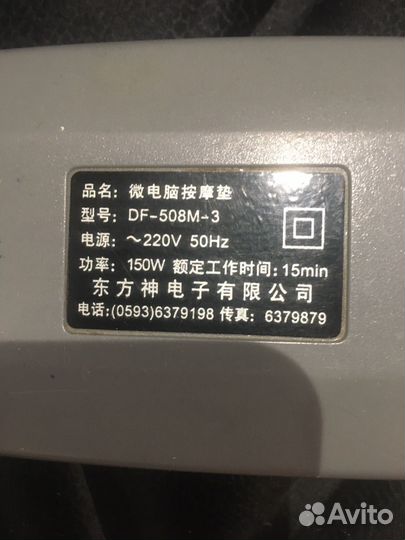 品名: 微电脑按摩垫
型号: DF-508M-3
电源: ～220V 50Hz
功率: 150W 额定工作时间: 15min
东方神电子有限公司
电话:(0593)6379198 传真: 6379879
Avito